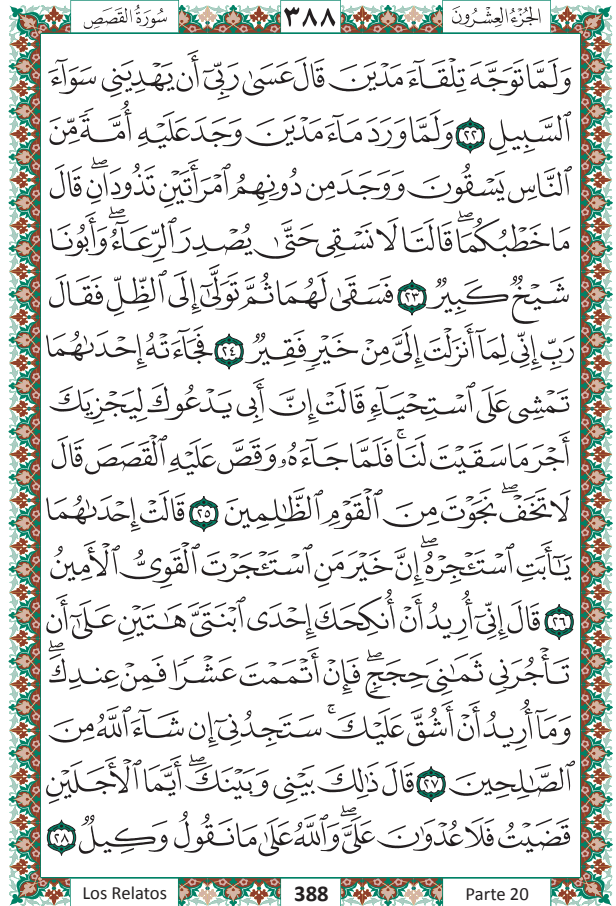 سُورَةُ القَصَصِ ٣٨٨ الجُزْءُ العِشْرُونَ
وَلَمَّا تَوَجَّهَ تِلْقَآءَ مَدْيَنَ قَالَ عَسَىٰ رَبِّيٓ أَن يَهْدِيَنِي سَوَآءَ
ٱلسَّبِيلِ ٢٢ وَلَمَّا وَرَدَ مَآءَ مَدْيَنَ وَجَدَ عَلَيْهِ أُمَّةً مِّنَ
ٱلنَّاسِ يَسْقُونَ وَوَجَدَ مِن دُونِهِمُ ٱمْرَأَتَيْنِ تَذُودَانِۖ قَالَ
مَا خَطْبُكُمَاۖ قَالَتَا لَا نَسْقِي حَتَّىٰ يُصْدِرَ ٱلرِّعَآءُۖ وَأَبُونَا
شَيْخٌ كَبِيرٌ ٢٣ فَسَقَىٰ لَهُمَا ثُمَّ تَوَلَّىٰٓ إِلَى ٱلظِّلِّ فَقَالَ
رَبِّ إِنِّي لِمَآ أَنزَلْتَ إِلَيَّ مِنْ خَيْرٍ فَقِيرٌ ٢٤ فَجَآءَتْهُ إِحْدَىٰهُمَا
تَمْشِي عَلَى ٱسْتِحْيَآءٍ قَالَتْ إِنَّ أَبِي يَدْعُوكَ لِيَجْزِيَكَ
أَجْرَ مَا سَقَيْتَ لَنَاۚ فَلَمَّا جَآءَهُۥ وَقَصَّ عَلَيْهِ ٱلْقَصَصَ قَالَ
لَا تَخَفْۖ نَجَوْتَ مِنَ ٱلْقَوْمِ ٱلظَّٰلِمِينَ ٢٥ قَالَتْ إِحْدَىٰهُمَا
يَٰٓأَبَتِ ٱسْتَـْٔجِرْهُۖ إِنَّ خَيْرَ مَنِ ٱسْتَـْٔجَرْتَ ٱلْقَوِيُّ ٱلْأَمِينُ
٢٦ قَالَ إِنِّيٓ أُرِيدُ أَنْ أُنكِحَكَ إِحْدَى ٱبْنَتَيَّ هَٰتَيْنِ عَلَىٰٓ أَن
تَأْجُرَنِي ثَمَٰنِيَ حِجَجٍۖ فَإِنْ أَتْمَمْتَ عَشْرًا فَمِنْ عِندِكَۖ
وَمَآ أُرِيدُ أَنْ أَشُقَّ عَلَيْكَۚ سَتَجِدُنِيٓ إِن شَآءَ ٱللَّهُ مِنَ
ٱلصَّٰلِحِينَ ٢٧ قَالَ ذَٰلِكَ بَيْنِي وَبَيْنَكَۖ أَيَّمَا ٱلْأَجَلَيْنِ
قَضَيْتُ فَلَا عُدْوَٰنَ عَلَيَّۖ وَٱللَّهُ عَلَىٰ مَا نَقُولُ وَكِيلٌ ٢٨
Los Relatos 388 Parte 20